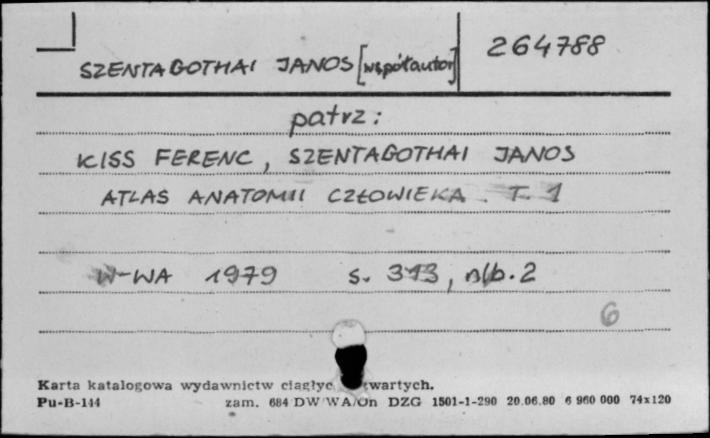 264788
SZENTAGOTHAI JANOS [współautor]
patrz:
KISS FERENC, SZENTAGOTHAI JANOS
ATLAS ANATOMII CZŁOWIEKA. T. 1
W-WA 1979 s. 313, nlb. 2
6
Karta katalogowa wydawnictw twartych.
Pu-B-144 zam. 684 DW/WA/On DZG 1501-1-290 20.06.80 6 960 000 74x120